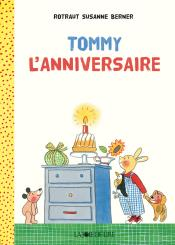 ROTRAUT SUSANNE BERNER
TOMMY
L'ANNIVERSAIRE
LA JOIE DE LIRE